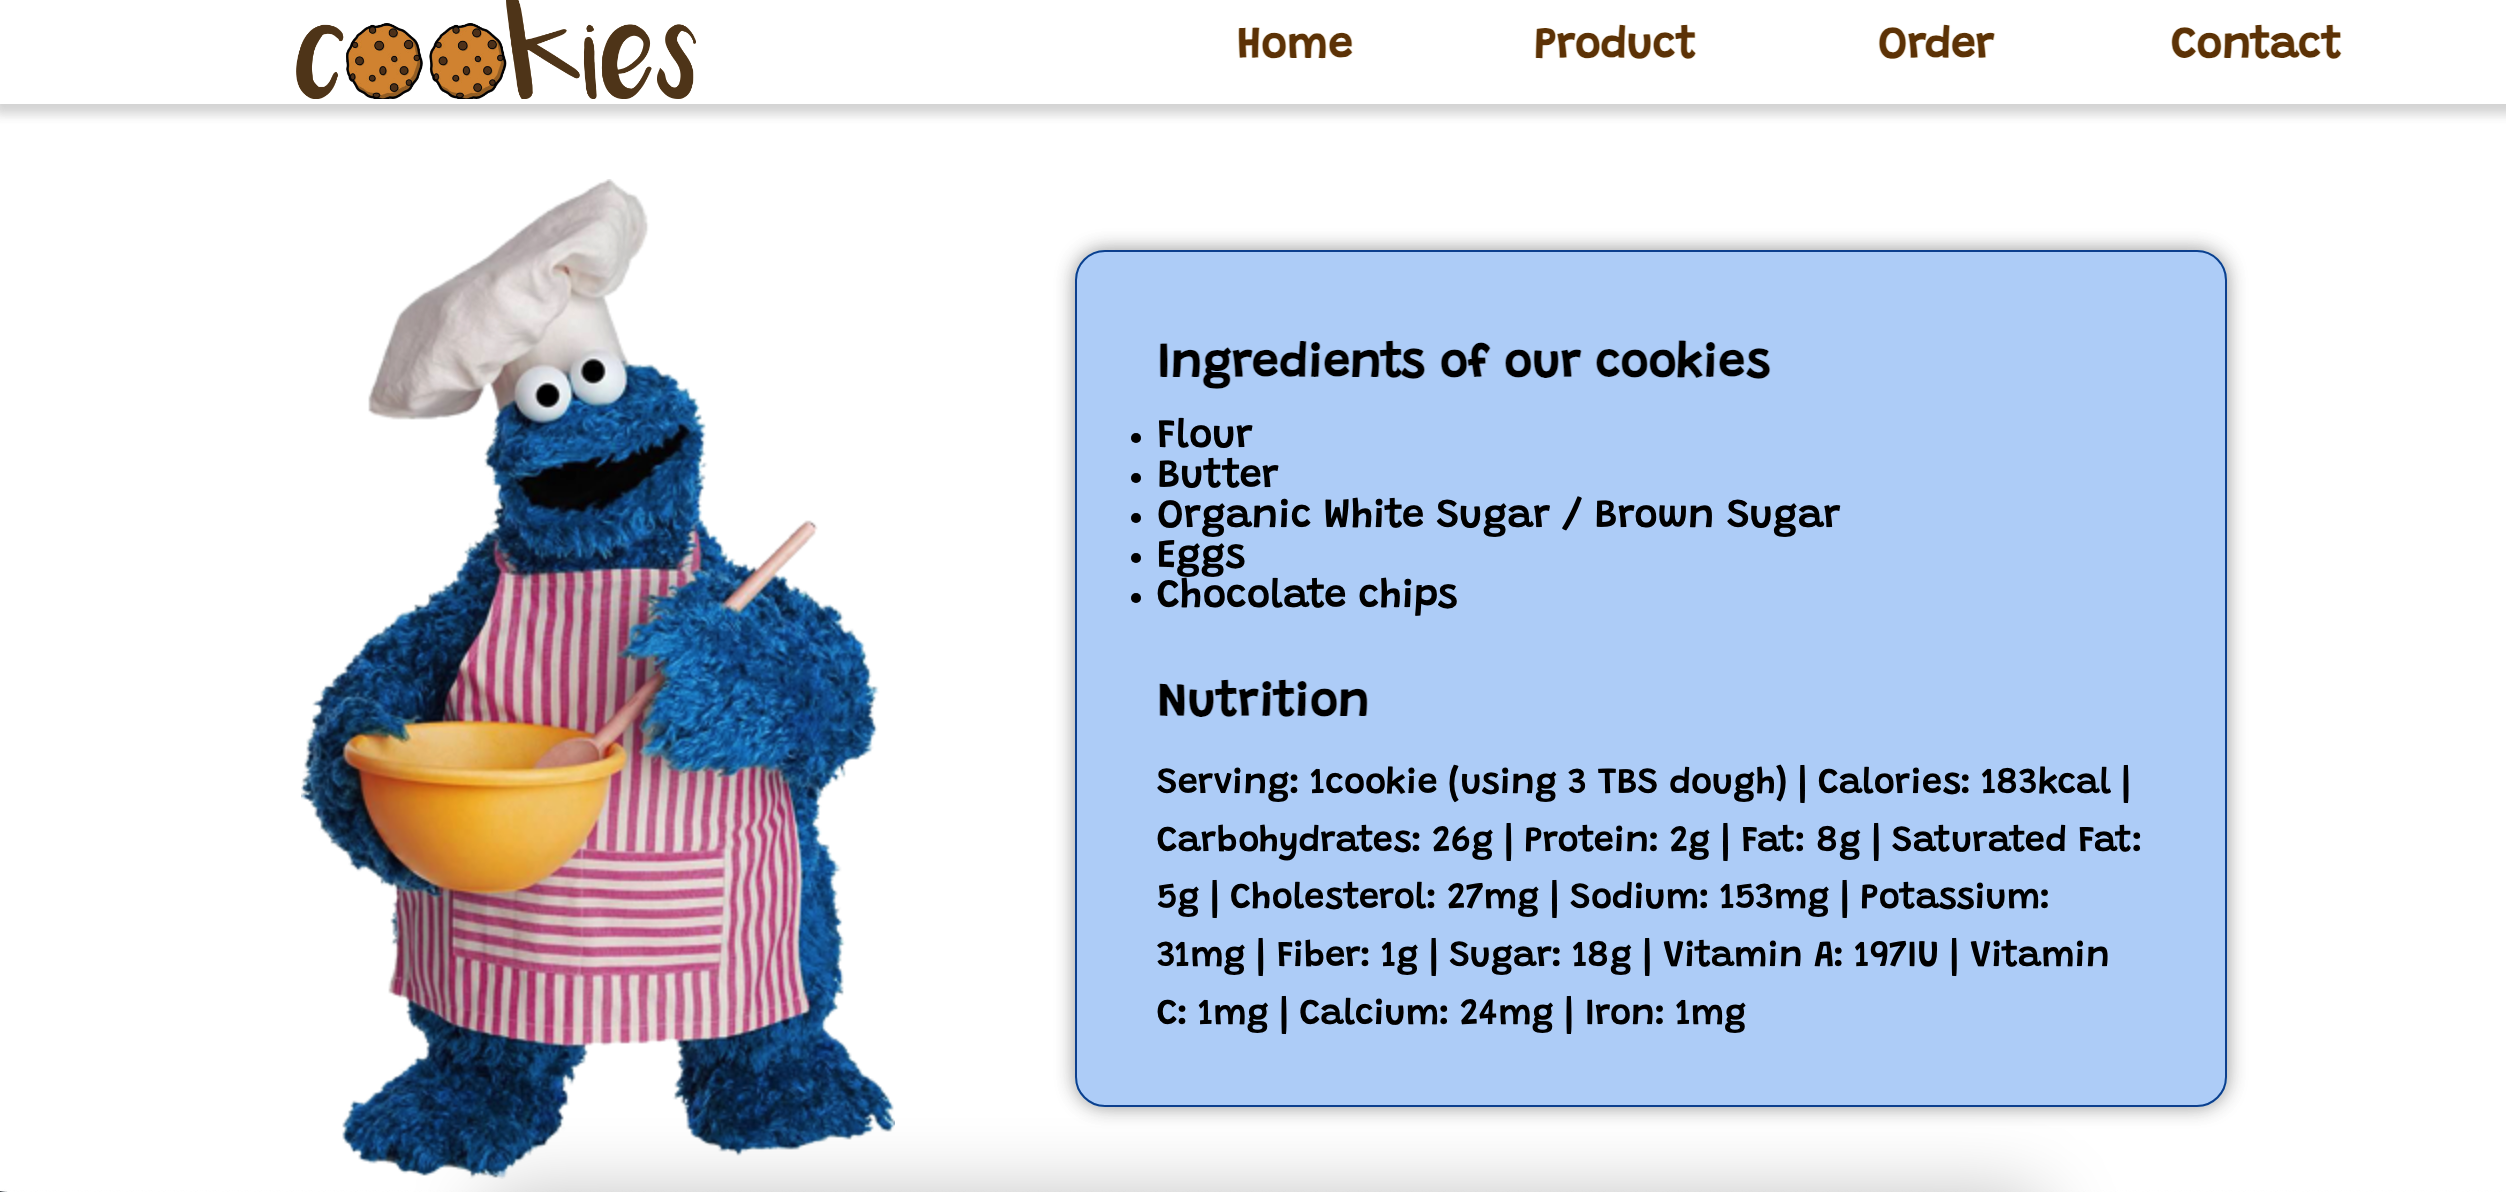 cookies
Home
Product
Order
Contact
Ingredients of our cookies
• Flour
• Butter
• Organic White Sugar / Brown Sugar
• Eggs
• Chocolate chips
Nutrition
Serving: 1cookie (using 3 TBS dough) | Calories: 183kcal |
Carbohydrates: 26g | Protein: 2g | Fat: 8g | Saturated Fat:
5g | Cholesterol: 27mg | Sodium: 153mg | Potassium:
31mg | Fiber: 1g | Sugar: 18g | Vitamin A: 197IU | Vitamin
C: 1mg | Calcium: 24mg | Iron: 1mg